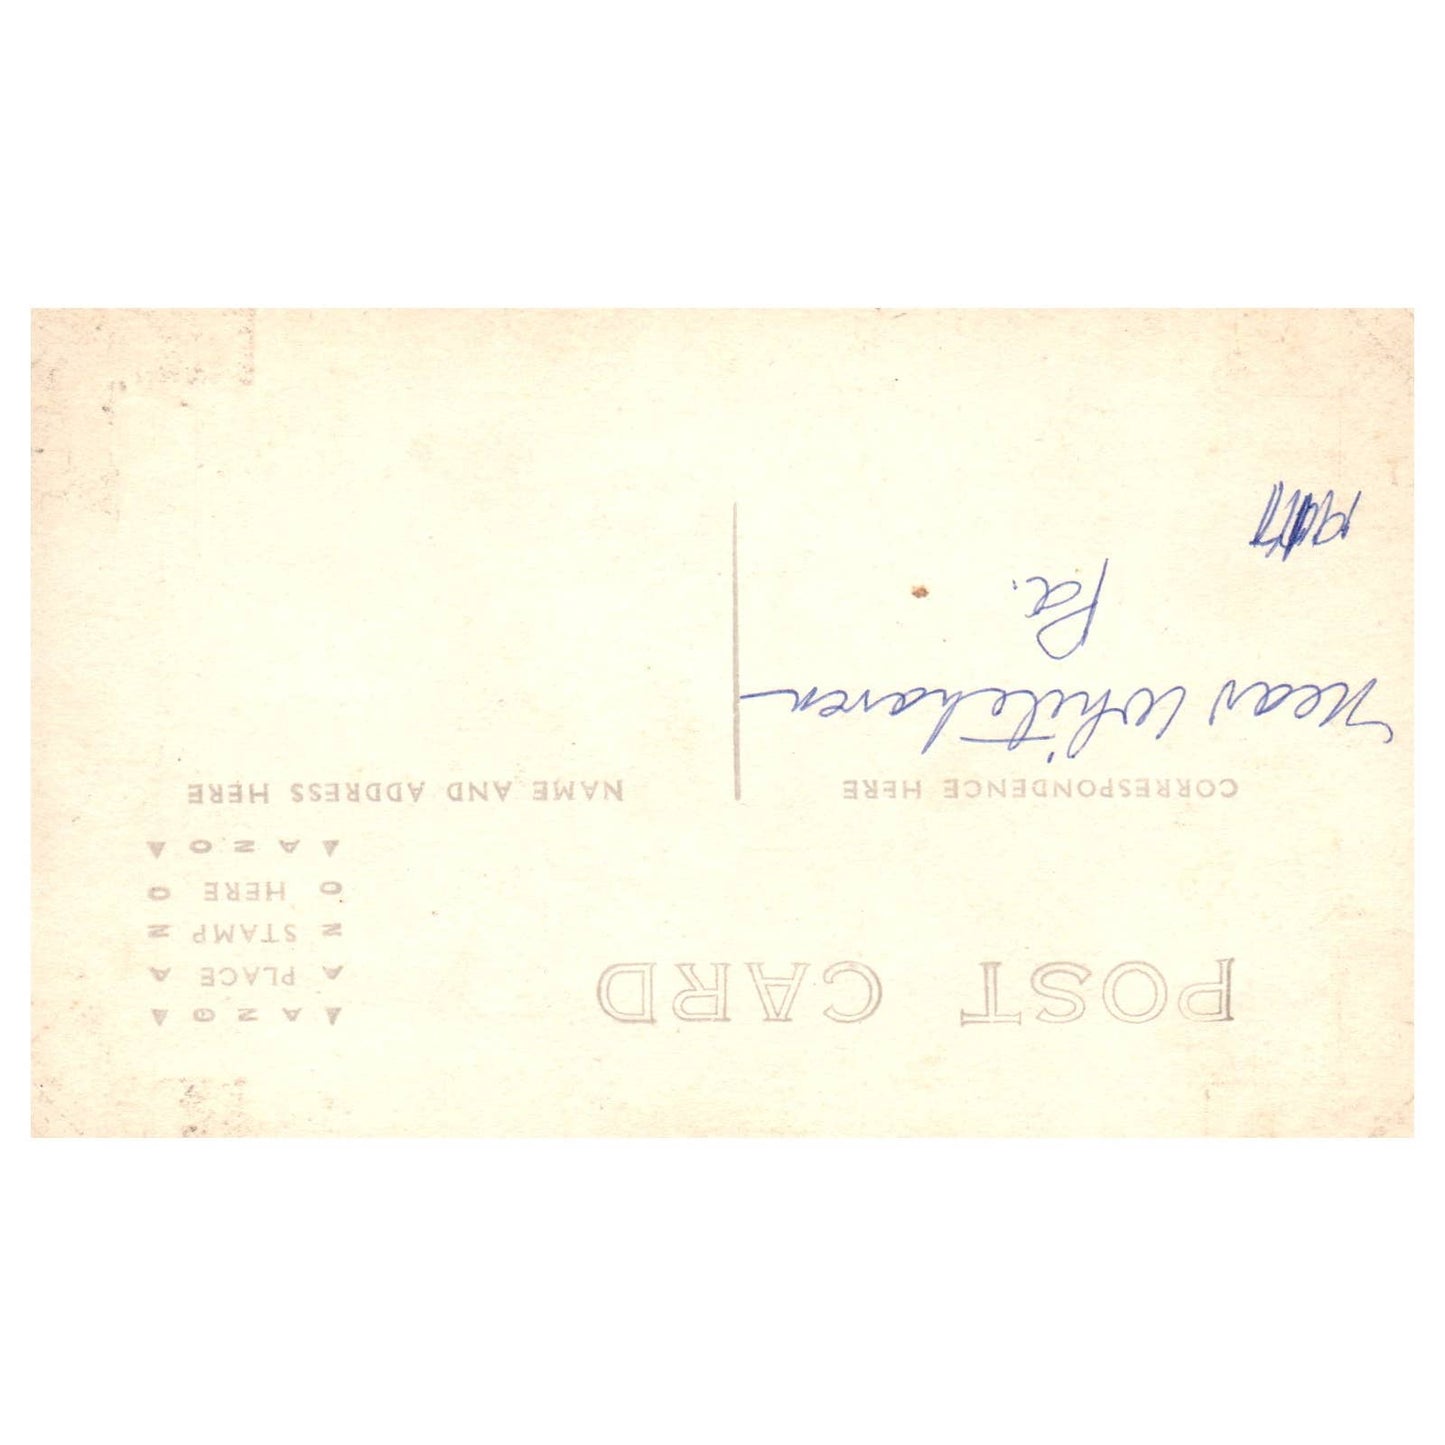 POST CARD
▲ A Z O ▲
A PLACE A
Z STAMP Z
O HERE O
▲ A Z O ▲
CORRESPONDENCE HERE
NAME AND ADDRESS HERE
Near Whitehaven
Pa.